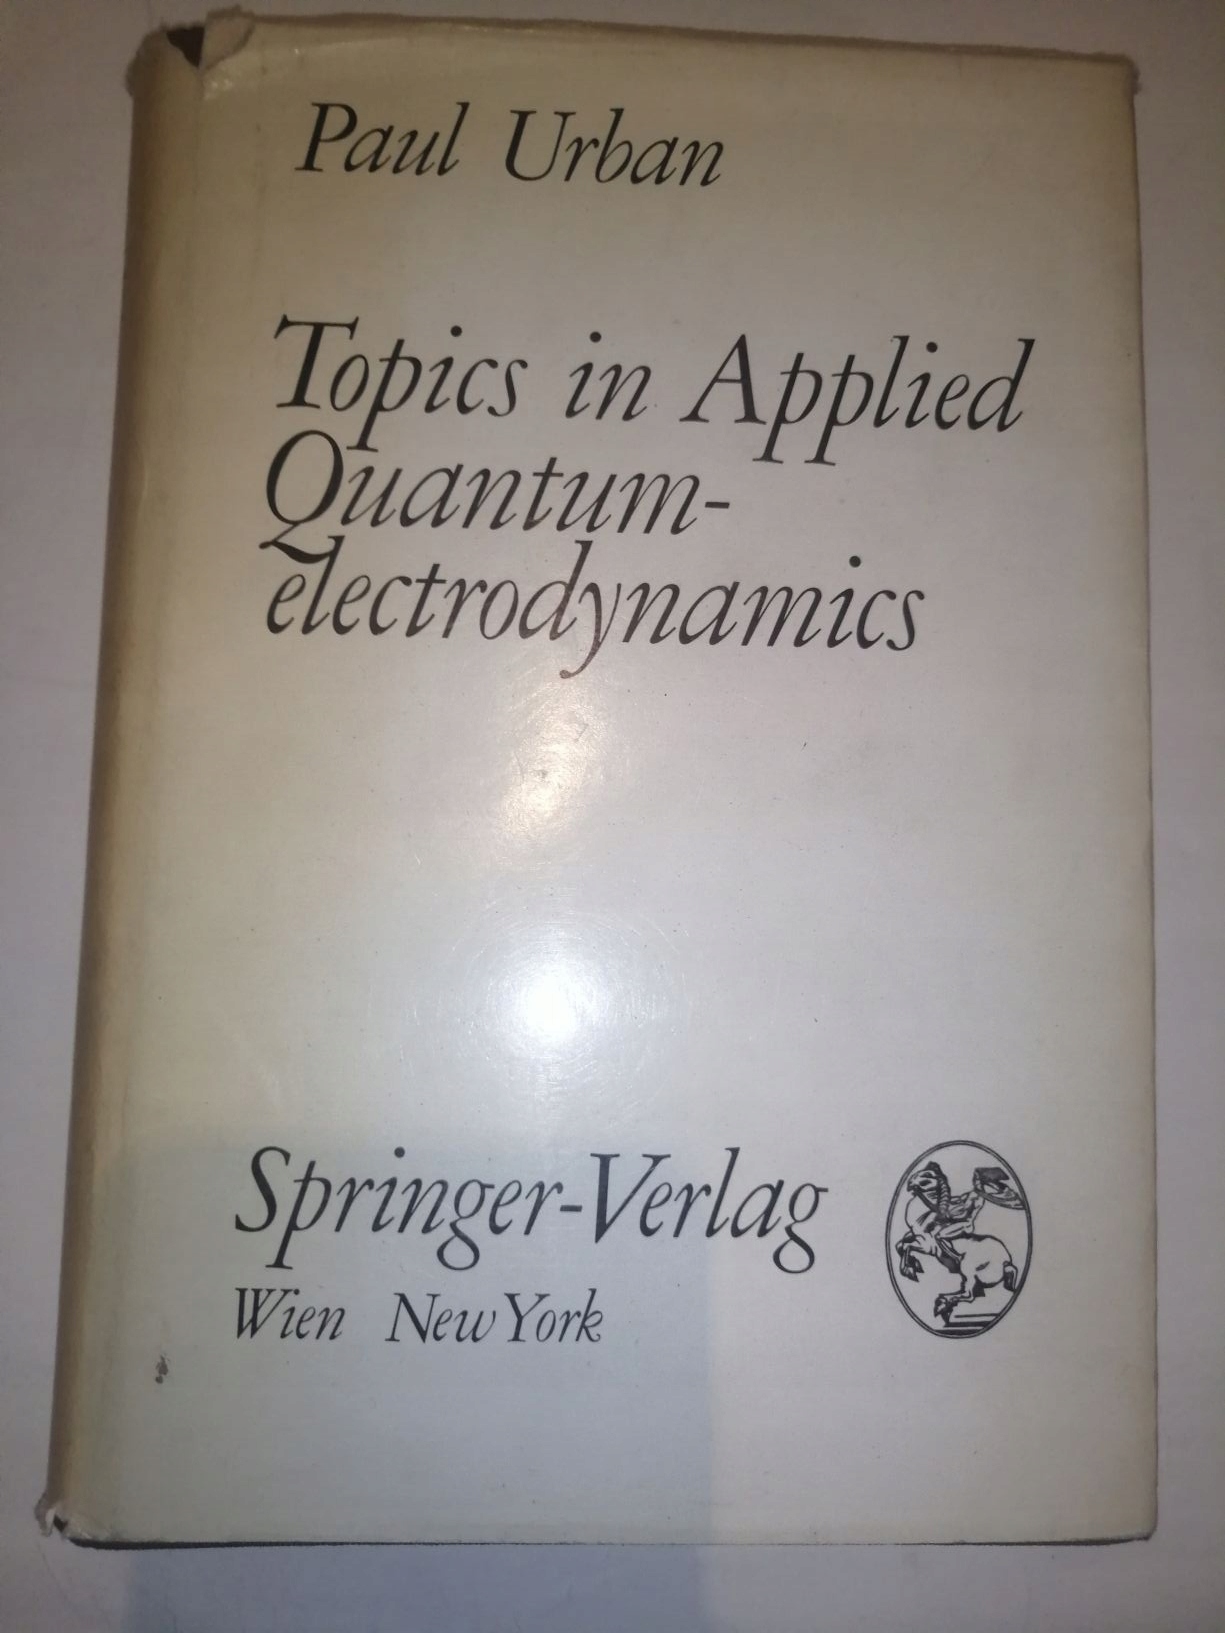 Paul Urban
Topics in Applied
Quantum-
electrodynamics
Springer-Verlag
Wien New York